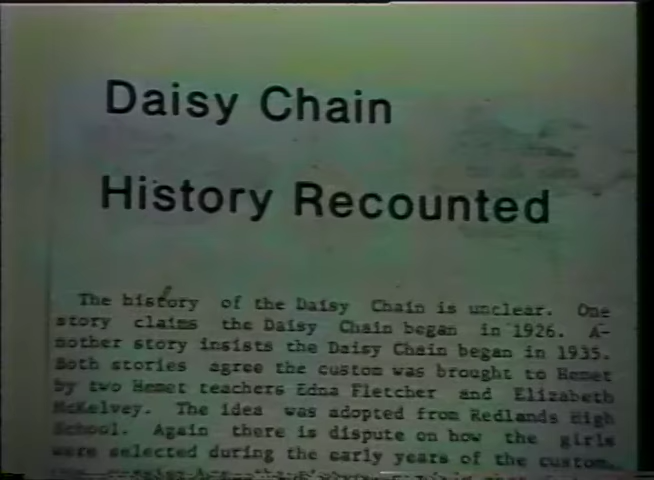 Daisy Chain
History Recounted
The history of the Daisy Chain is unclear. One
story claims the Daisy Chain began in 1926. A-
nother story insists the Daisy Chain began in 1935.
Both stories agree the custom was brought to Hemet
by two Hemet teachers Edna Fletcher and Elizabeth
McKelvey. The idea was adopted from Redlands High
School. Again there is dispute on how the girls
were selected during the early years of the custom.